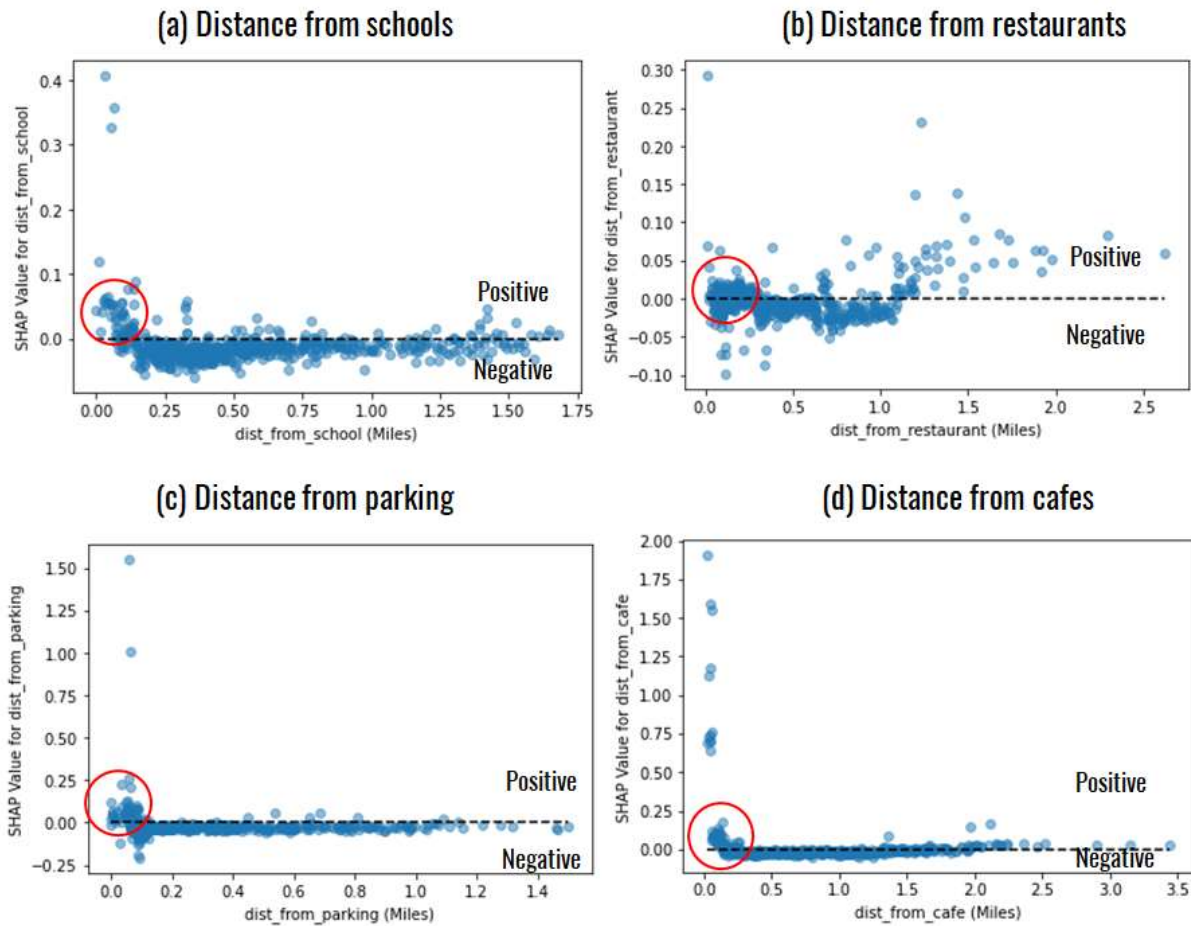 (a) Distance from schools
SHAP Value for dist_from_school
0.4
0.3
0.2
0.1
0.0
Positive
Negative
0.00 0.25 0.50 0.75 1.00 1.25 1.50 1.75
dist_from_school (Miles)
(b) Distance from restaurants
SHAP Value for dist_from_restaurant
0.30
0.25
0.20
0.15
0.10
0.05
0.00
−0.05
−0.10
Positive
Negative
0.0 0.5 1.0 1.5 2.0 2.5
dist_from_restaurant (Miles)
(c) Distance from parking
SHAP Value for dist_from_parking
1.50
1.25
1.00
0.75
0.50
0.25
0.00
−0.25
Positive
Negative
0.0 0.2 0.4 0.6 0.8 1.0 1.2 1.4
dist_from_parking (Miles)
(d) Distance from cafes
SHAP Value for dist_from_cafe
2.00
1.75
1.50
1.25
1.00
0.75
0.50
0.25
0.00
Positive
Negative
0.0 0.5 1.0 1.5 2.0 2.5 3.0 3.5
dist_from_cafe (Miles)